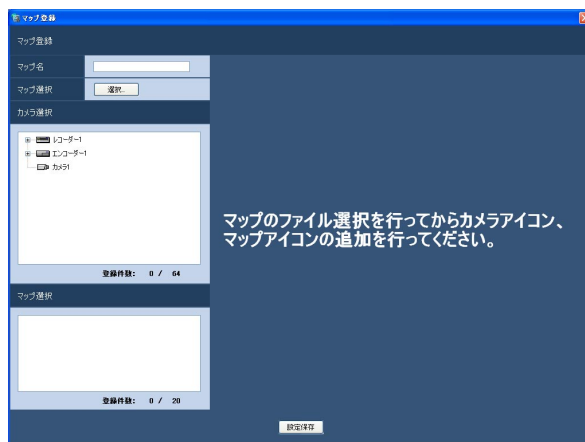 マップ登録
マップ登録
マップ名
マップ選択
選択...
カメラ選択
レコーダー1
エンコーダー1
カメラ1
マップのファイル選択を行ってからカメラアイコン、
マップアイコンの追加を行ってください。
登録件数: 0 / 64
マップ選択
登録件数: 0 / 20
設定保存